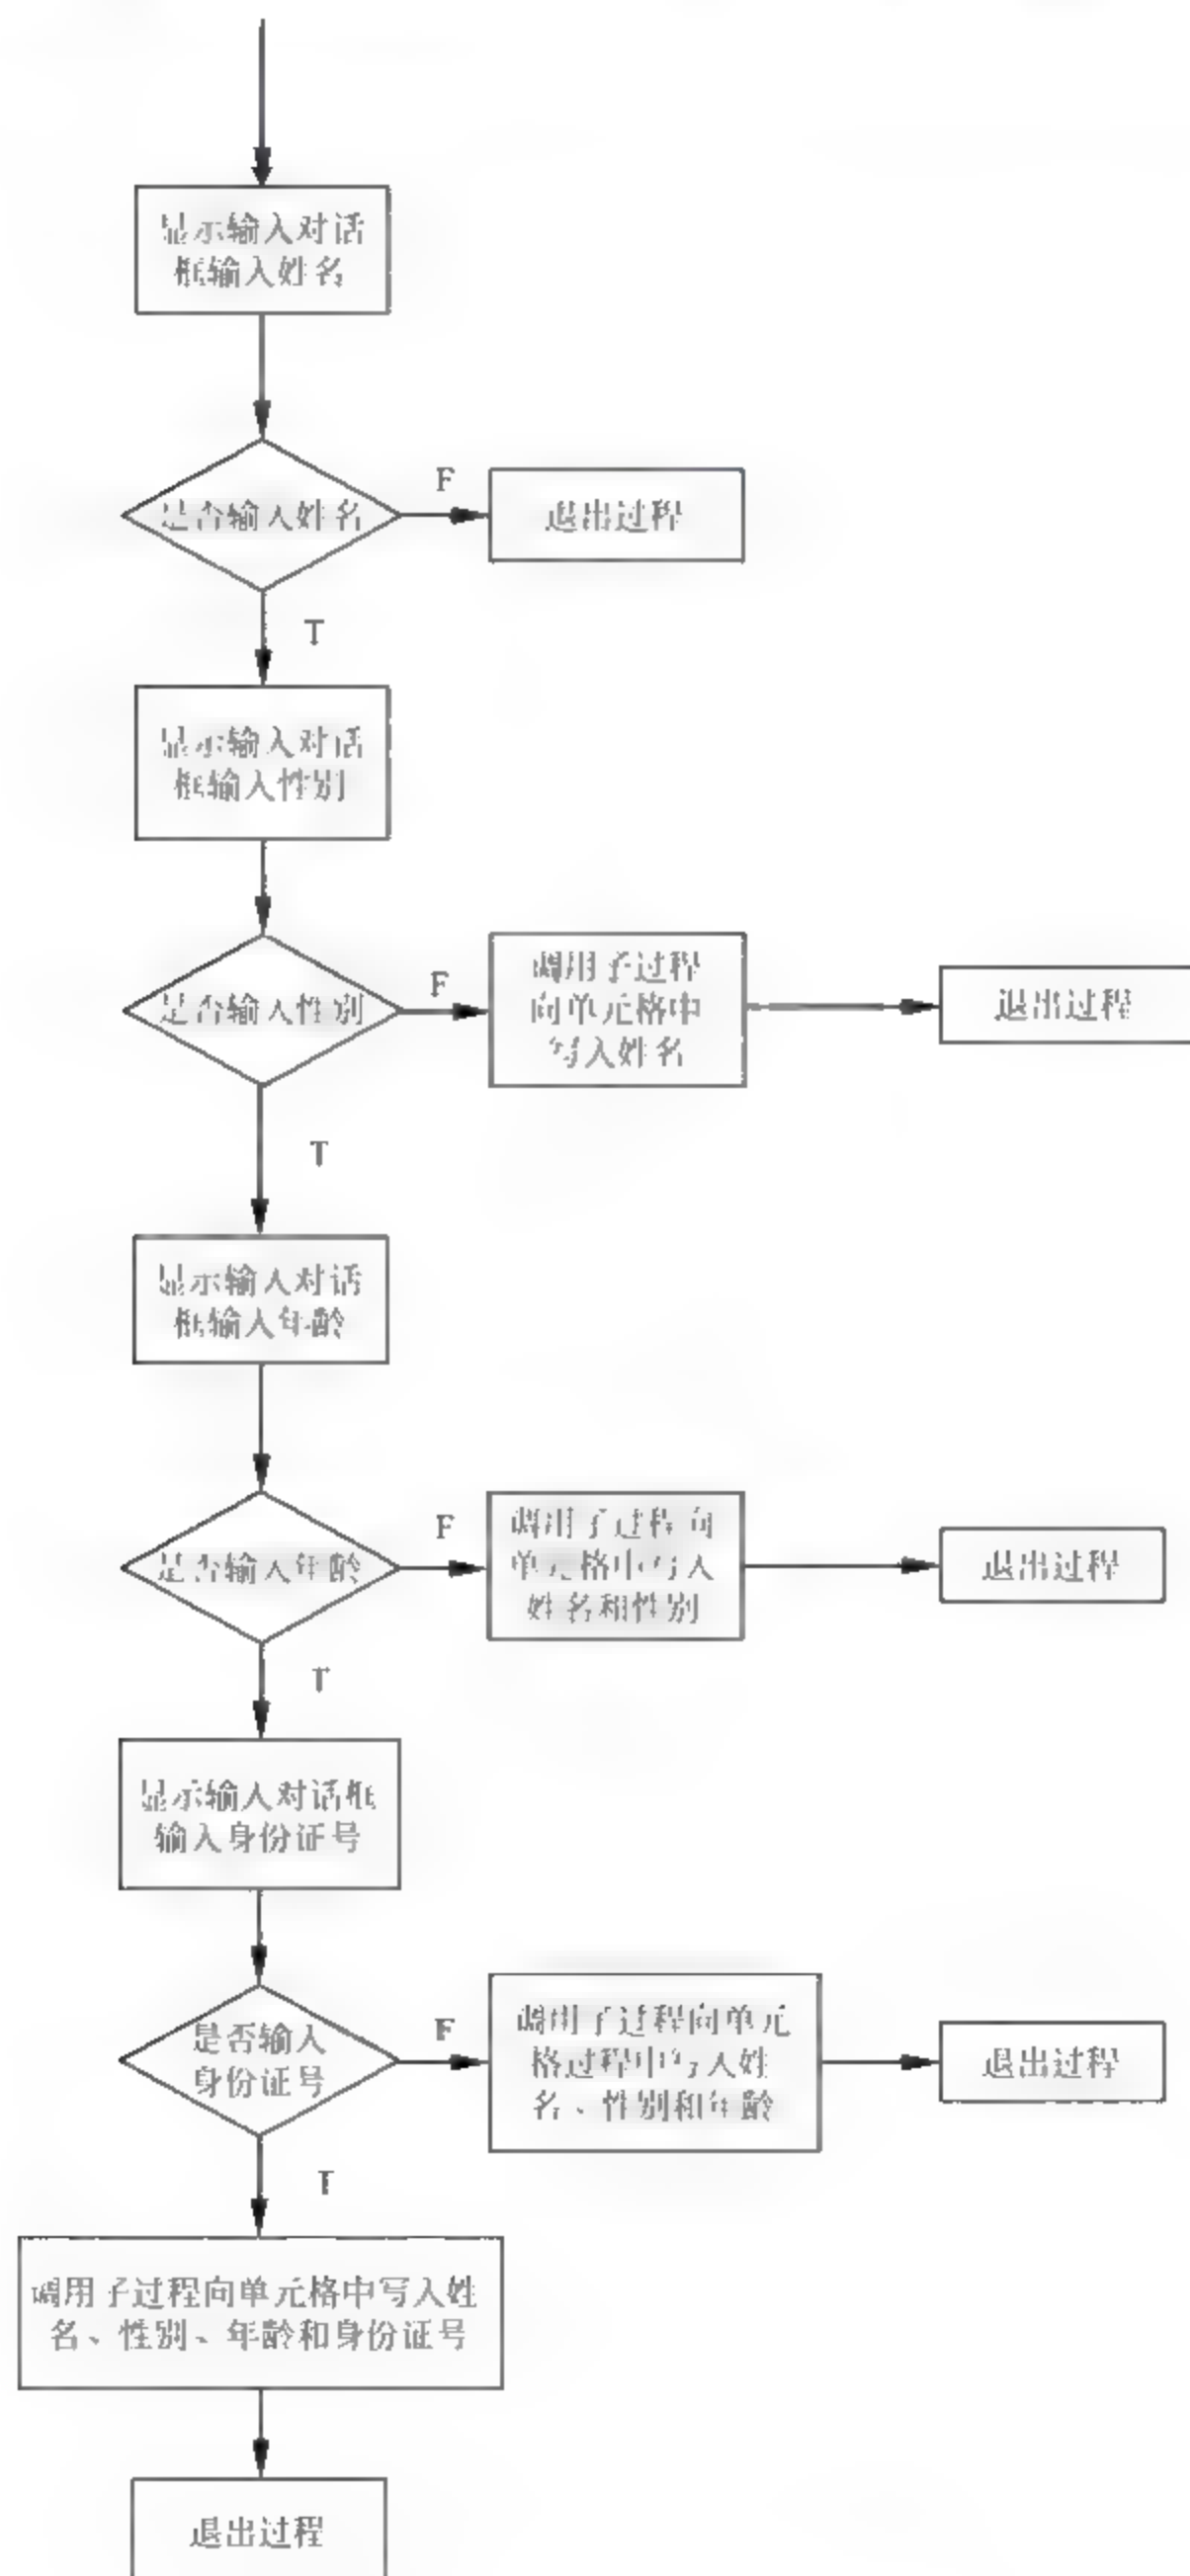 显示输入对话
框输入姓名
是否输入姓名
F
退出过程
T
显示输入对话
框输入性别
是否输入性别
F
调用子过程
向单元格中
写入姓名
退出过程
T
显示输入对话
框输入年龄
是否输入年龄
F
调用子过程向
单元格中写入
姓名和性别
退出过程
T
显示输入对话框
输入身份证号
是否输入
身份证号
F
调用子过程向单元
格过程中写入姓
名、性别和年龄
退出过程
T
调用子过程向单元格中写入姓
名、性别、年龄和身份证号
退出过程